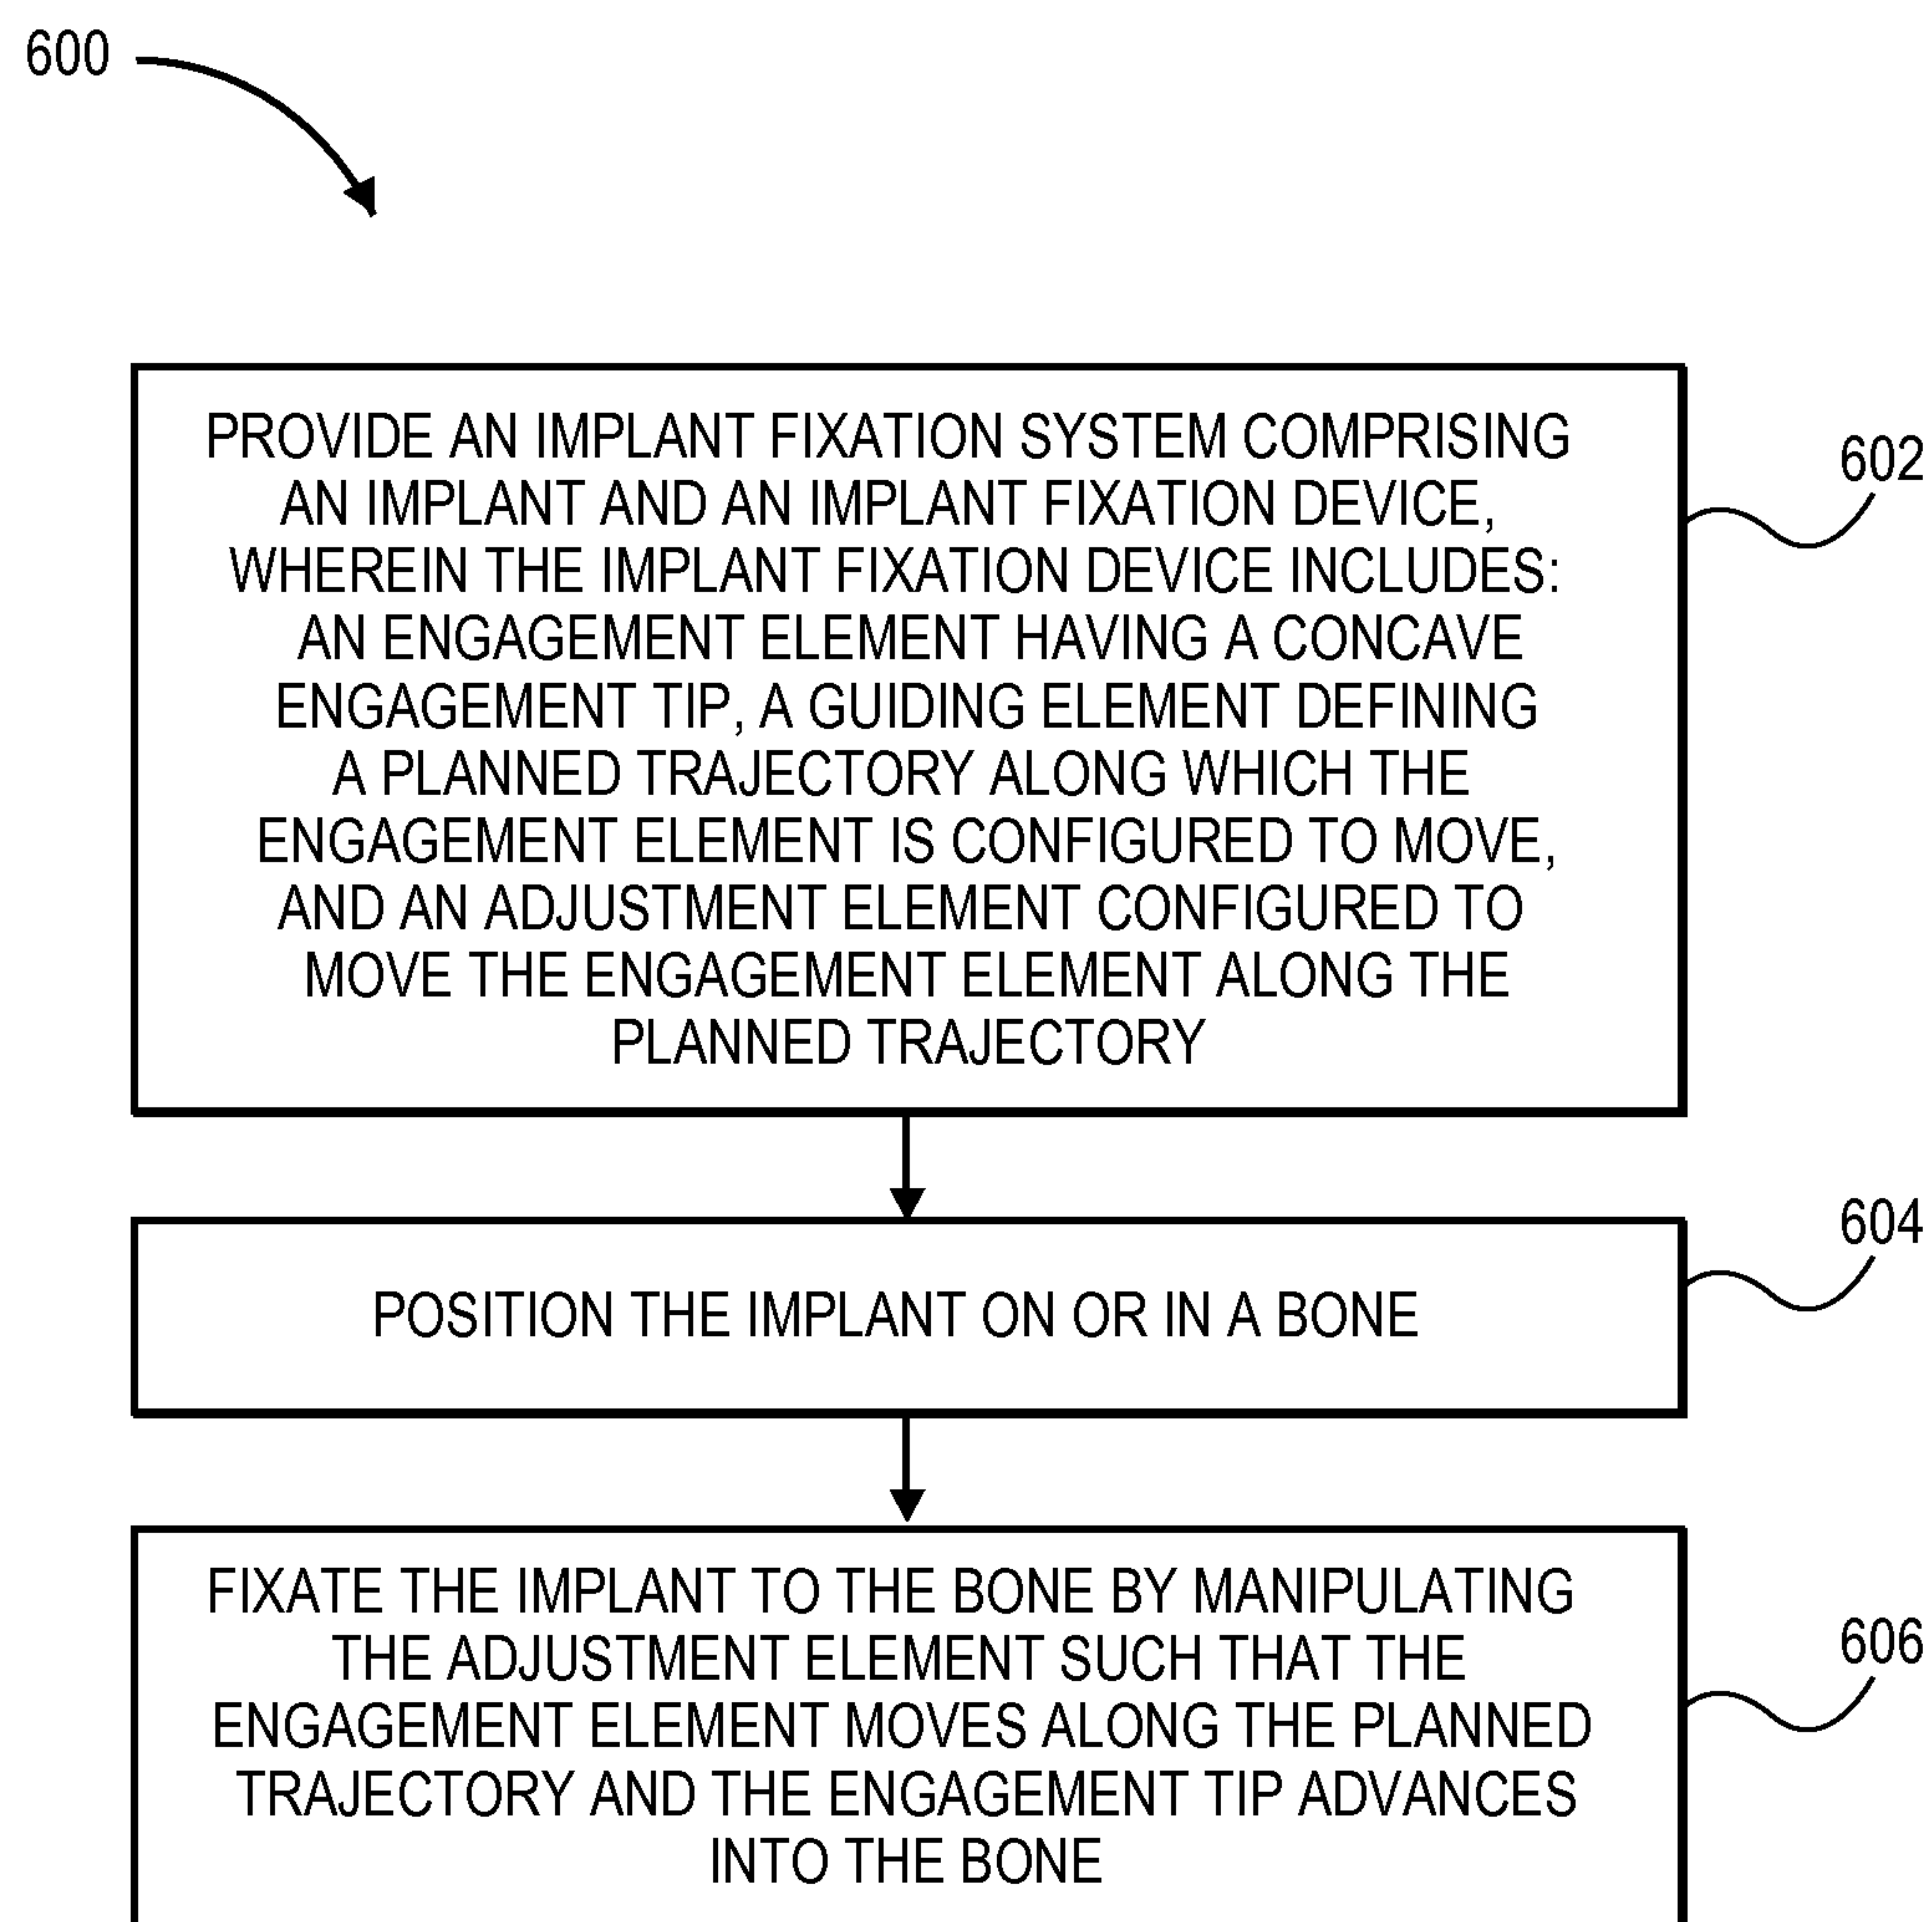 600
PROVIDE AN IMPLANT FIXATION SYSTEM COMPRISING
AN IMPLANT AND AN IMPLANT FIXATION DEVICE,
WHEREIN THE IMPLANT FIXATION DEVICE INCLUDES:
AN ENGAGEMENT ELEMENT HAVING A CONCAVE
ENGAGEMENT TIP, A GUIDING ELEMENT DEFINING
A PLANNED TRAJECTORY ALONG WHICH THE
ENGAGEMENT ELEMENT IS CONFIGURED TO MOVE,
AND AN ADJUSTMENT ELEMENT CONFIGURED TO
MOVE THE ENGAGEMENT ELEMENT ALONG THE
PLANNED TRAJECTORY
602
POSITION THE IMPLANT ON OR IN A BONE
604
FIXATE THE IMPLANT TO THE BONE BY MANIPULATING
THE ADJUSTMENT ELEMENT SUCH THAT THE
ENGAGEMENT ELEMENT MOVES ALONG THE PLANNED
TRAJECTORY AND THE ENGAGEMENT TIP ADVANCES
INTO THE BONE
606